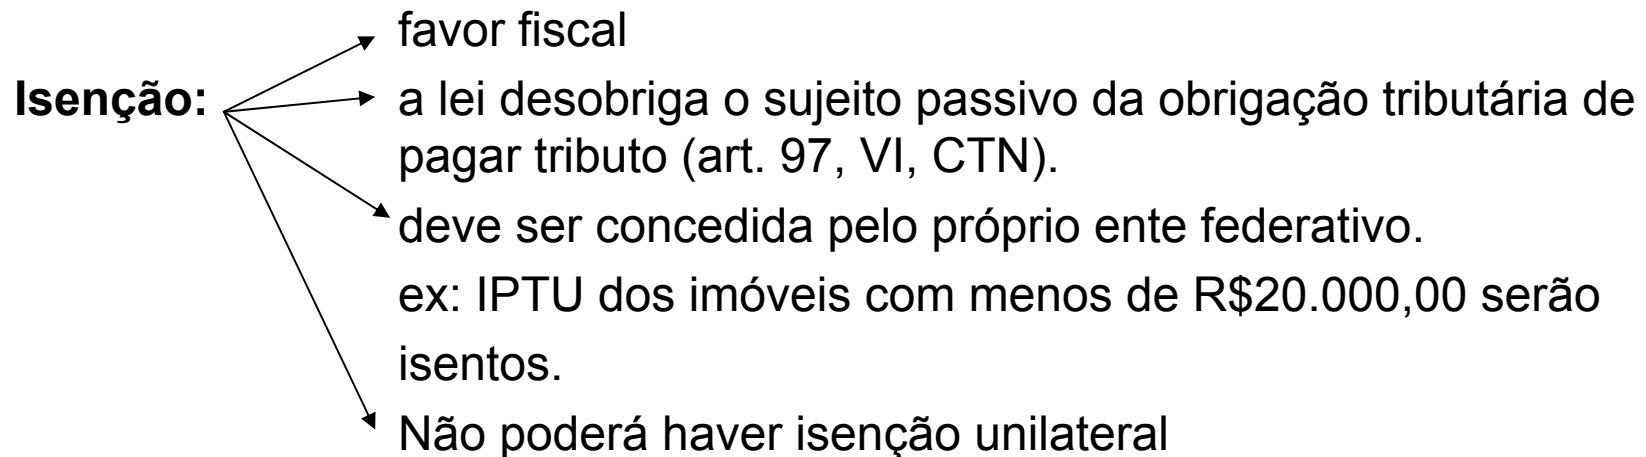 favor fiscal
Isenção: a lei desobriga o sujeito passivo da obrigação tributária de
pagar tributo (art. 97, VI, CTN).
deve ser concedida pelo próprio ente federativo.
ex: IPTU dos imóveis com menos de R$20.000,00 serão
isentos.
Não poderá haver isenção unilateral